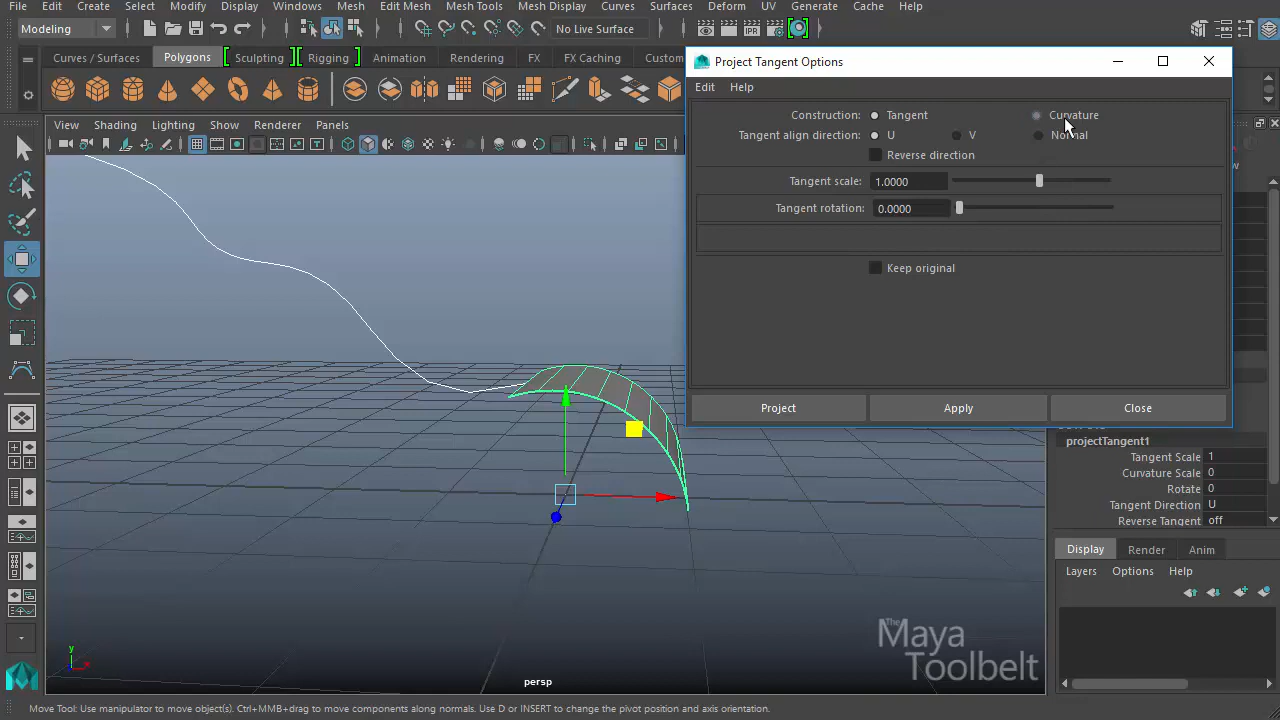 File Edit Create Select Modify Display Windows Mesh Edit Mesh Mesh Tools Mesh Display Curves Surfaces Deform UV Generate Cache Help
Modeling No Live Surface
Curves / Surfaces Polygons Sculpting Rigging Animation Rendering FX FX Caching Custom
Project Tangent Options
Edit Help
View Shading Lighting Show Renderer Panels
Construction: Tangent Curvature
Tangent align direction: U V Normal
Reverse direction
Tangent scale: 1.0000
Tangent rotation: 0.0000
Keep original
Project Apply Close
projectTangent1
Tangent Scale 1
Curvature Scale 0
Rotate 0
Tangent Direction U
Reverse Tangent off
Display Render Anim
Layers Options Help
The
Maya
Toolbelt
y
persp
Move Tool: Use manipulator to move object(s). Ctrl+MMB+drag to move components along normals. Use D or INSERT to change the pivot position and axis orientation.